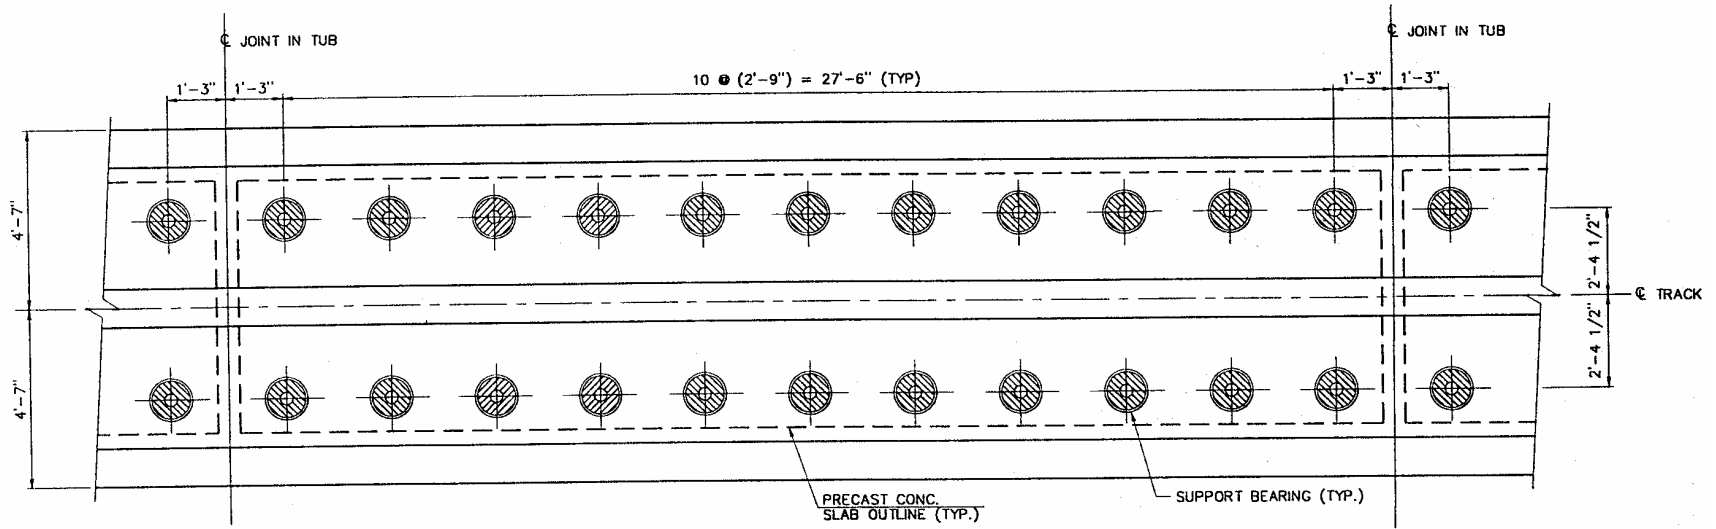 ℄ JOINT IN TUB
℄ JOINT IN TUB
1'-3"
1'-3"
10 @ (2'-9") = 27'-6" (TYP)
1'-3"
1'-3"
4'-7"
4'-7"
2'-4 1/2"
2'-4 1/2"
℄ TRACK
PRECAST CONC.
SLAB OUTLINE (TYP.)
SUPPORT BEARING (TYP.)